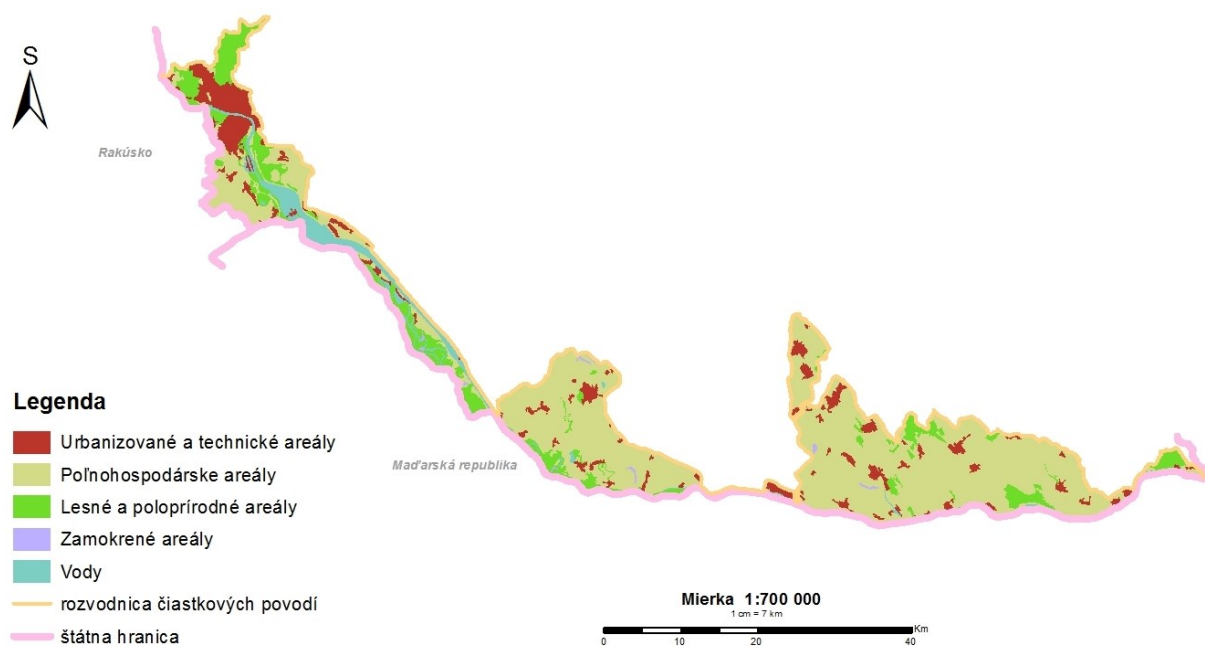 S
Rakúsko
Maďarská republika
Legenda
Urbanizované a technické areály
Poľnohospodárske areály
Lesné a poloprírodné areály
Zamokrené areály
Vody
rozvodnica čiastkových povodí
štátna hranica
Mierka 1:700 000
1 cm = 7 km
Km
0 10 20 40